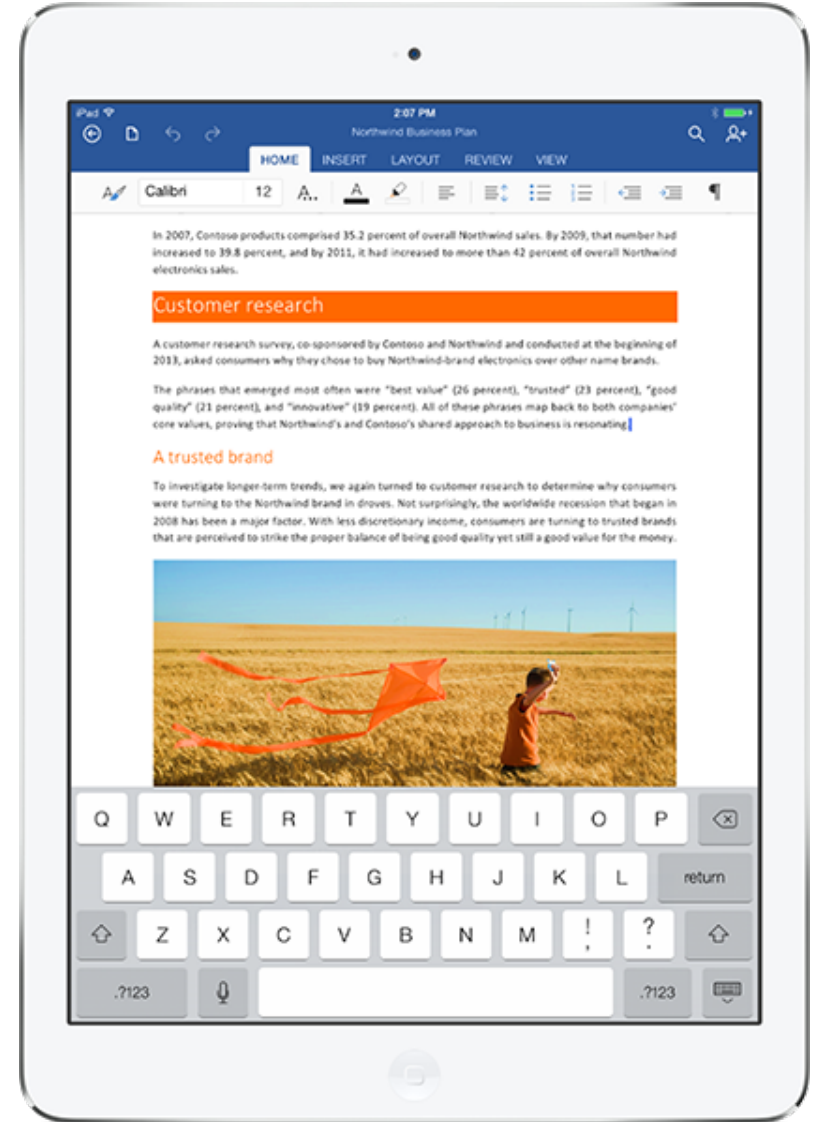 iPad 2:07 PM
Northwind Business Plan
HOME INSERT LAYOUT REVIEW VIEW
Calibri 12 A... A
In 2007, Contoso products comprised 35.2 percent of overall Northwind sales. By 2009, that number had
increased to 39.8 percent, and by 2011, it had increased to more than 42 percent of overall Northwind
electronics sales.
Customer research
A customer research survey, co-sponsored by Contoso and Northwind and conducted at the beginning of
2013, asked consumers why they chose to buy Northwind-brand electronics over other name brands.
The phrases that emerged most often were “best value” (26 percent), “trusted” (23 percent), “good
quality” (21 percent), and “innovative” (19 percent). All of these phrases map back to both companies’
core values, proving that Northwind’s and Contoso’s shared approach to business is resonating.
A trusted brand
To investigate longer-term trends, we again turned to customer research to determine why consumers
were turning to the Northwind brand in droves. Not surprisingly, the worldwide recession that began in
2008 has been a major factor. With less discretionary income, consumers are turning to trusted brands
that are perceived to strike the proper balance of being good quality yet still a good value for the money.
Q W E R T Y U I O P
A S D F G H J K L return
Z X C V B N M ! , ? .
.?123 .?123